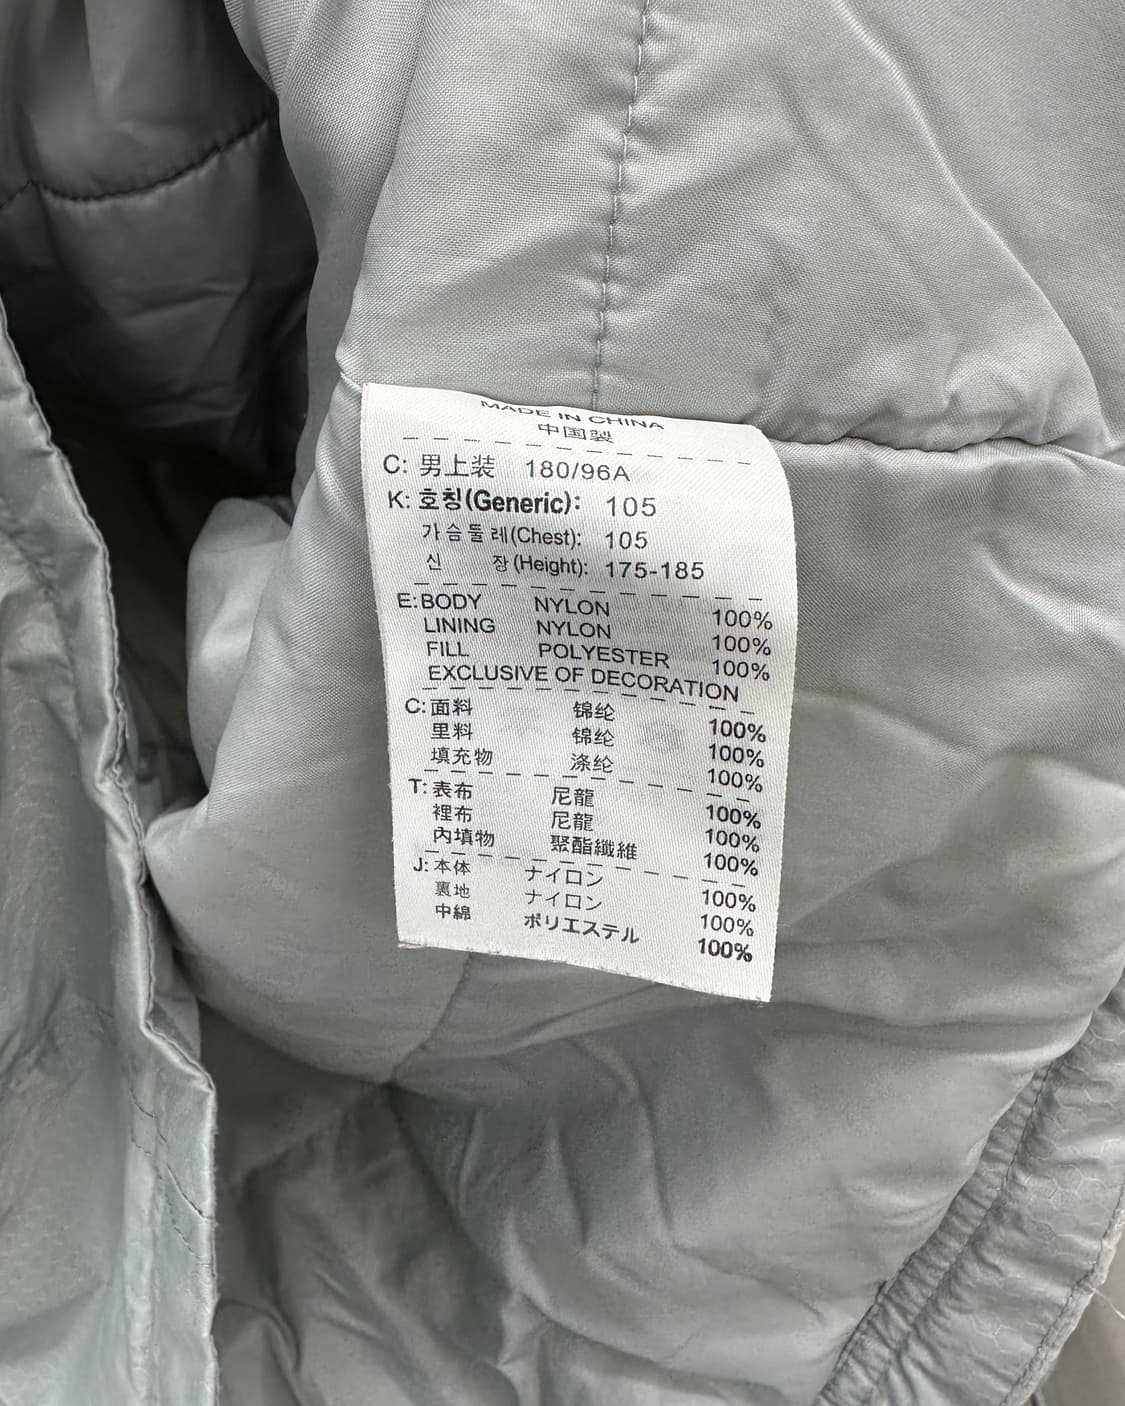 MADE IN CHINA
中国製
C: 男上装 180/96A
K: 호칭(Generic): 105
가슴둘레(Chest): 105
신 장(Height): 175-185
E: BODY NYLON 100%
LINING NYLON 100%
FILL POLYESTER 100%
EXCLUSIVE OF DECORATION
C: 面料 锦纶 100%
里料 锦纶 100%
填充物 涤纶 100%
T: 表布 尼龍 100%
裡布 尼龍 100%
內填物 聚酯纖維 100%
J: 本体 ナイロン 100%
裏地 ナイロン 100%
中綿 ポリエステル 100%